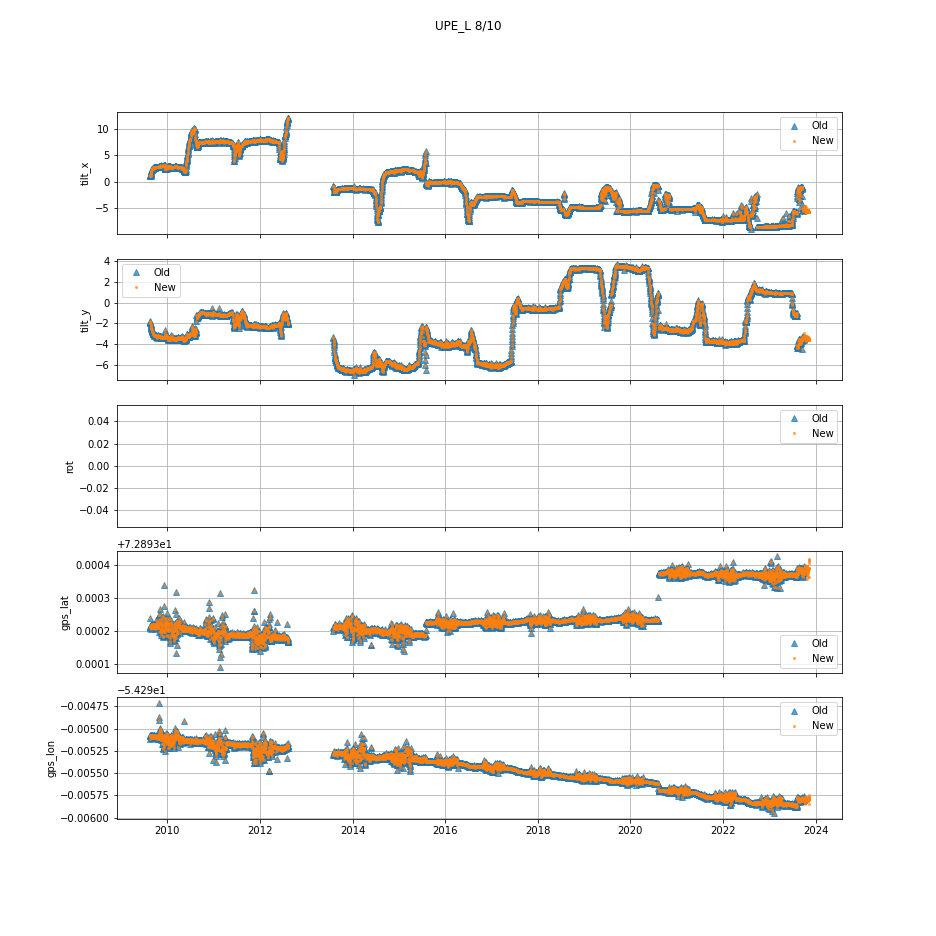 UPE_L 8/10
10
5
0
−5
tilt_x
Old
New
4
2
0
−2
−4
−6
tilt_y
Old
New
0.04
0.02
0.00
−0.02
−0.04
rot
Old
New
+7.2893e1
0.0004
0.0003
0.0002
0.0001
gps_lat
Old
New
−5.429e1
−0.00475
−0.00500
−0.00525
−0.00550
−0.00575
−0.00600
gps_lon
Old
New
2010 2012 2014 2016 2018 2020 2022 2024